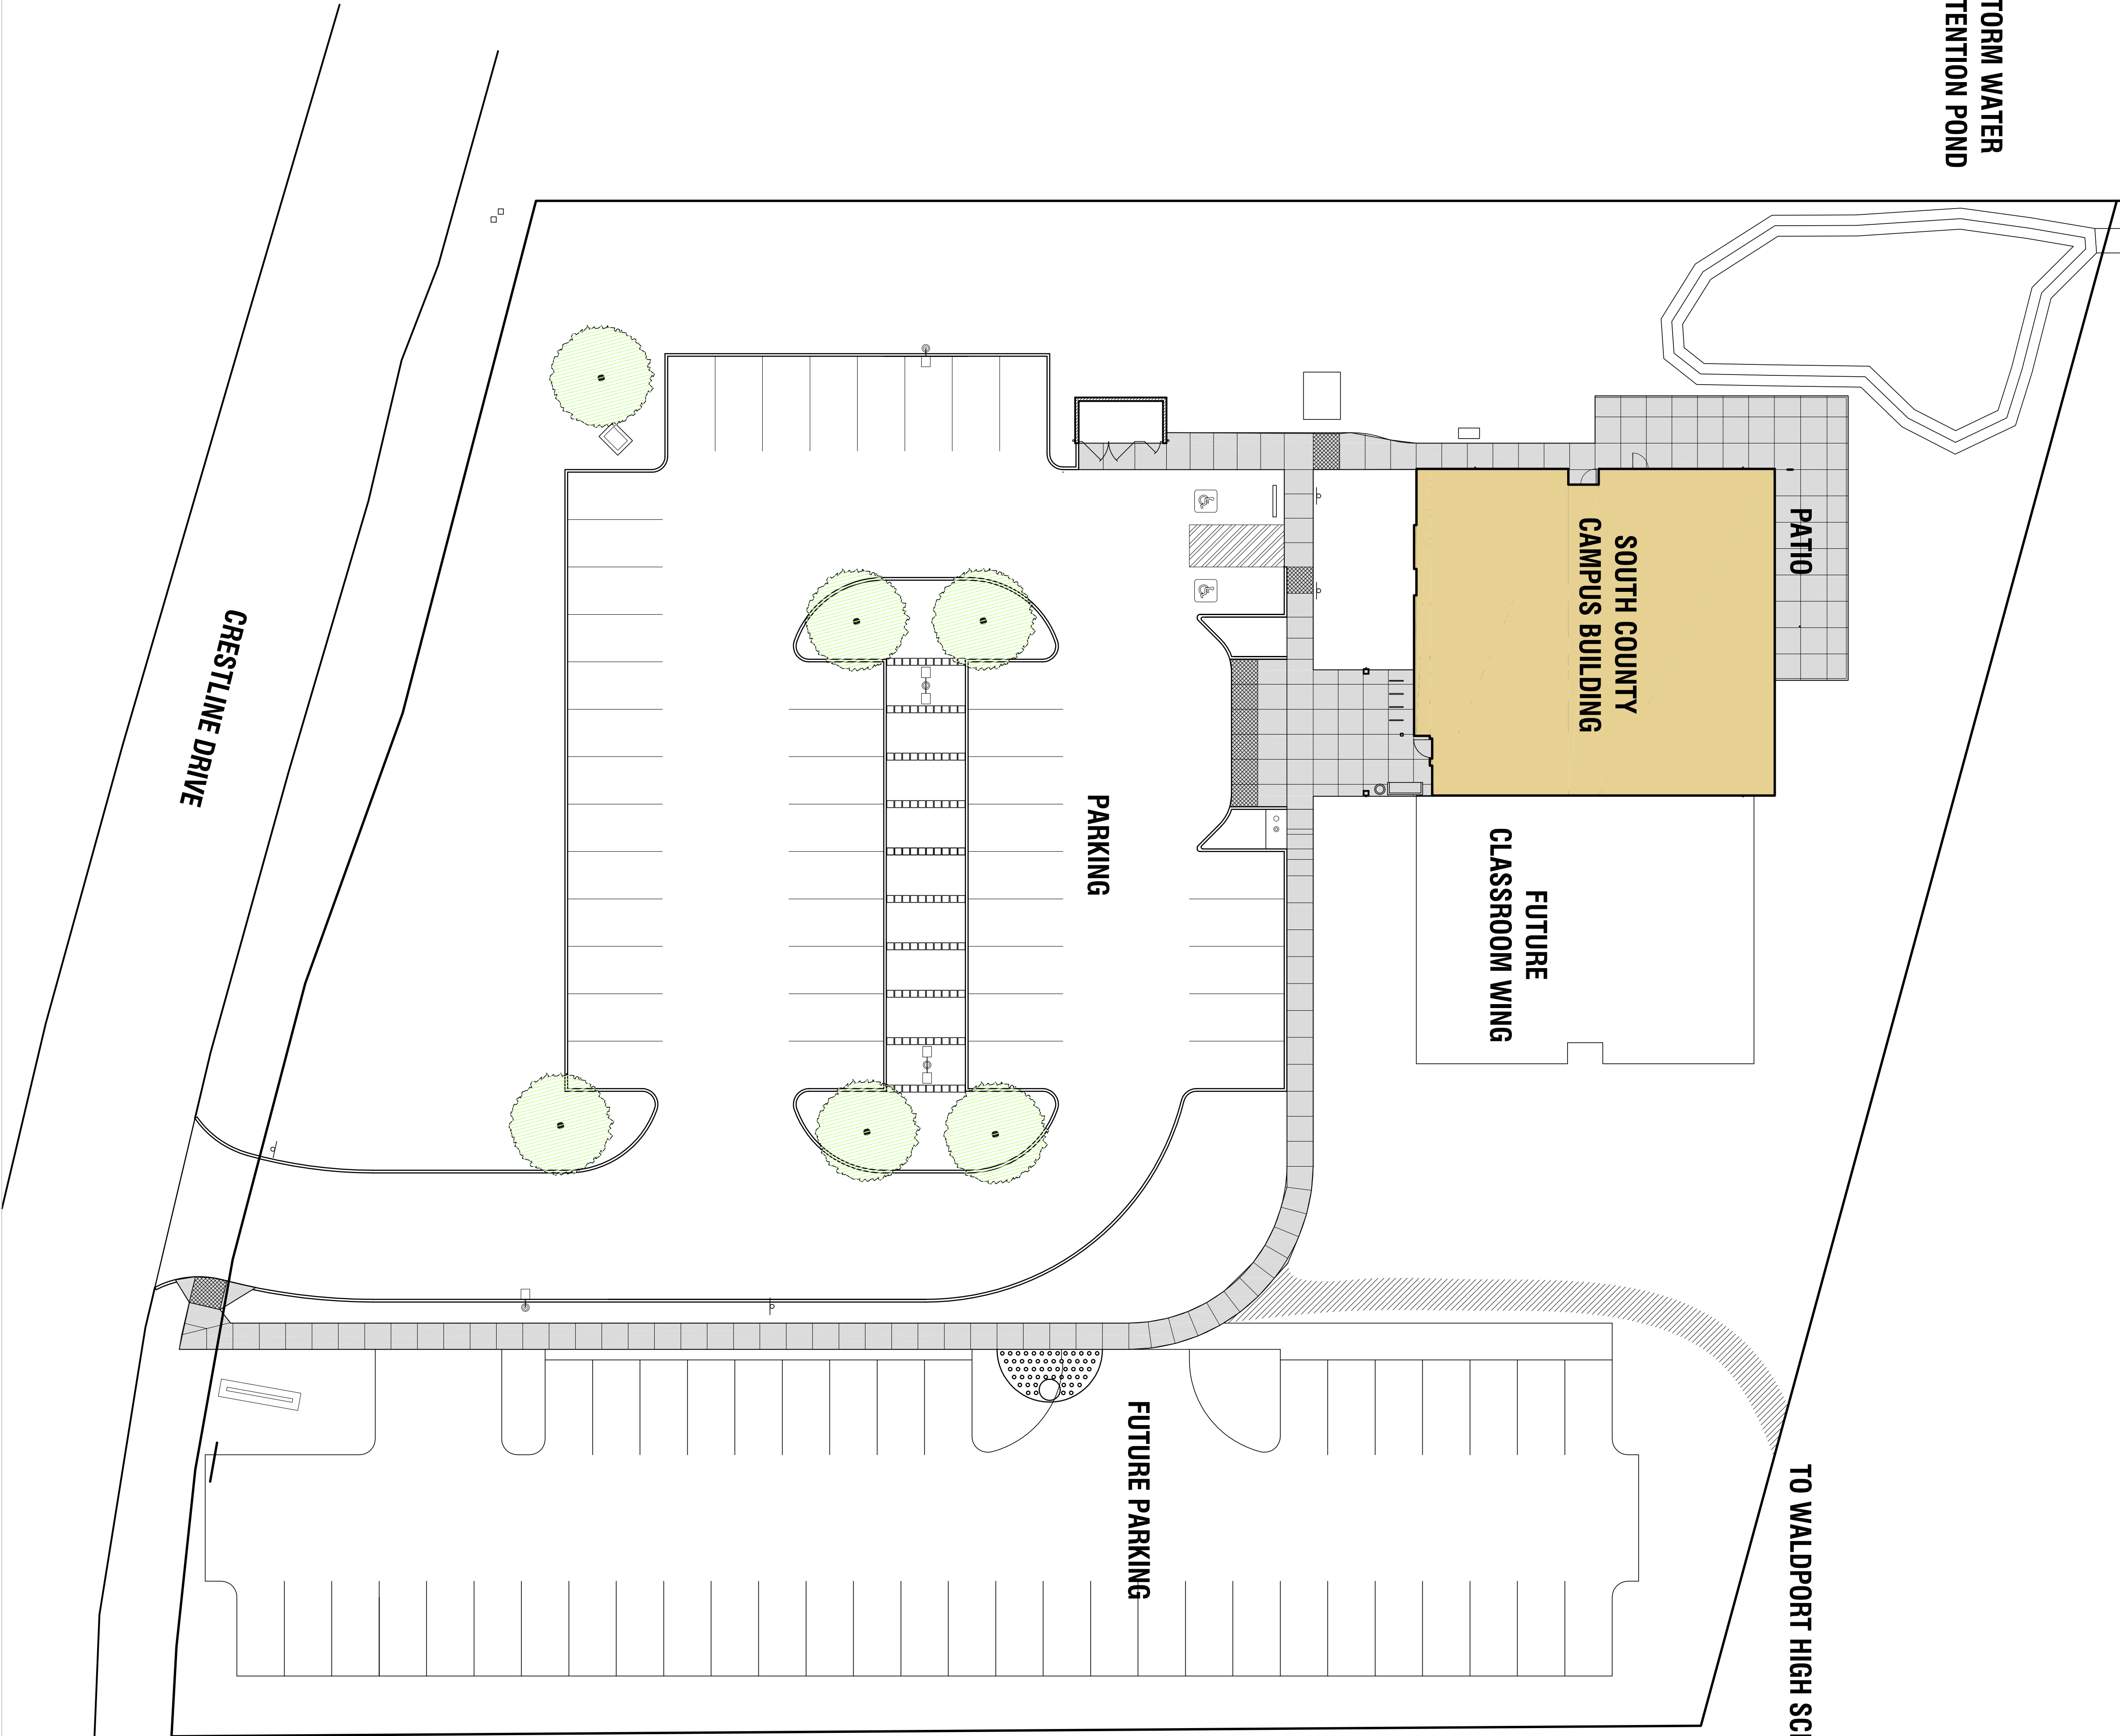 TORM WATER
TENTION POND
PATIO
SOUTH COUNTY
CAMPUS BUILDING
FUTURE
CLASSROOM WING
PARKING
CRESTLINE DRIVE
FUTURE PARKING
TO WALDPORT HIGH SC